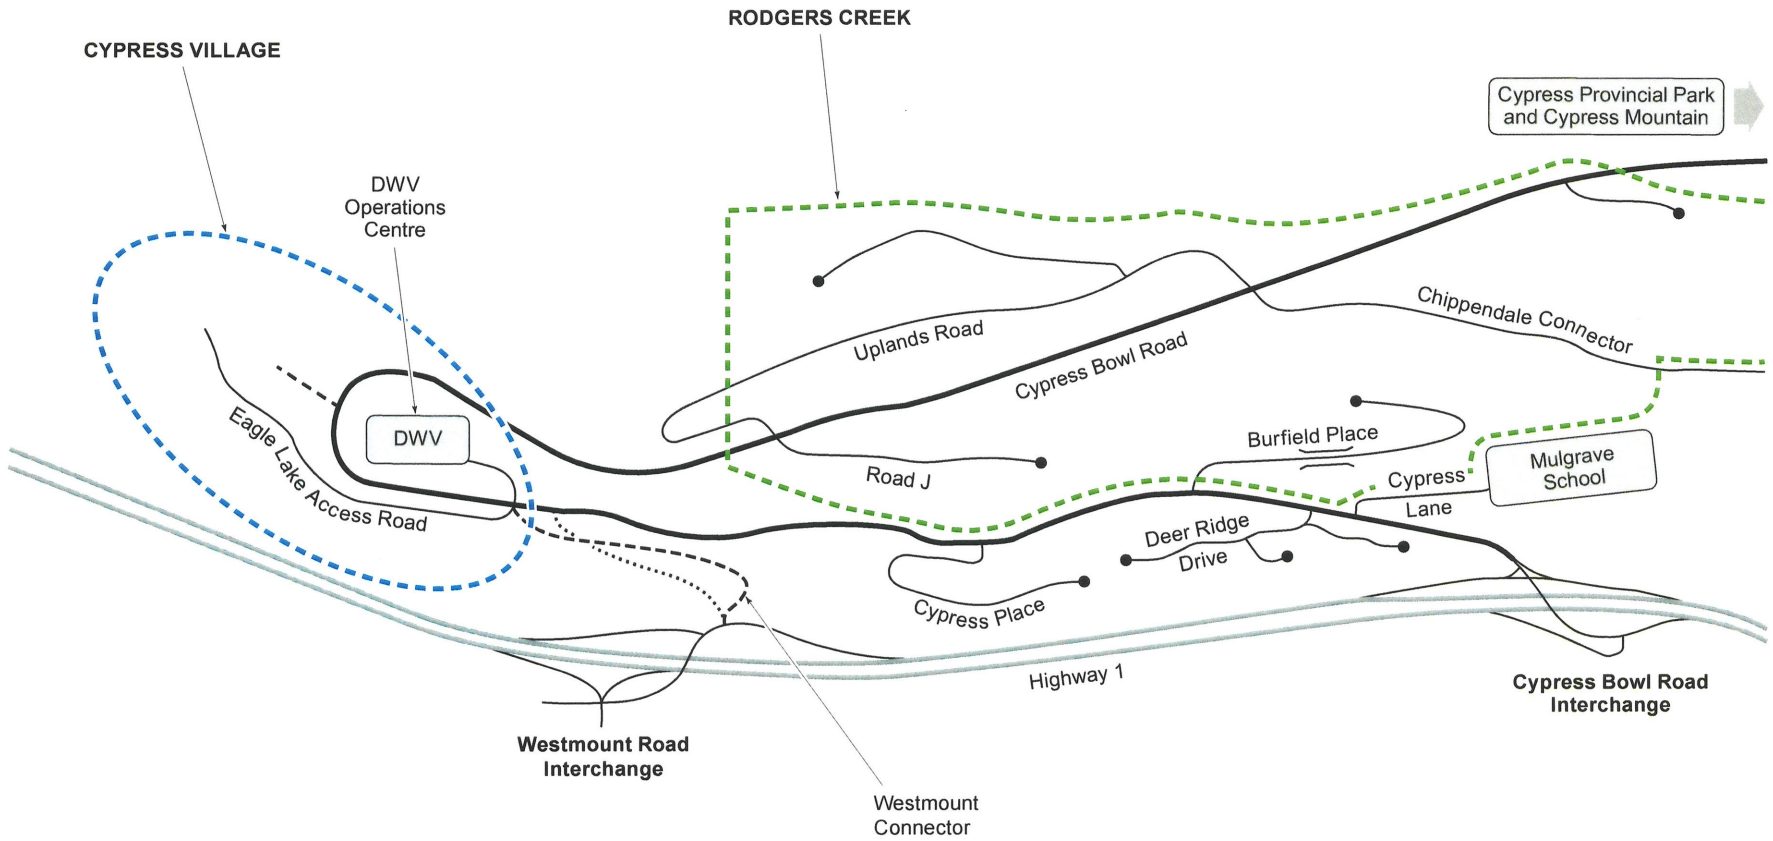 RODGERS CREEK
CYPRESS VILLAGE
Cypress Provincial Park
and Cypress Mountain
DWV
Operations
Centre
Chippendale Connector
Uplands Road
Cypress Bowl Road
DWV
Eagle Lake Access Road
Burfield Place
Road J
Cypress
Lane
Mulgrave
School
Deer Ridge
Drive
Cypress Place
Highway 1
Cypress Bowl Road
Interchange
Westmount Road
Interchange
Westmount
Connector